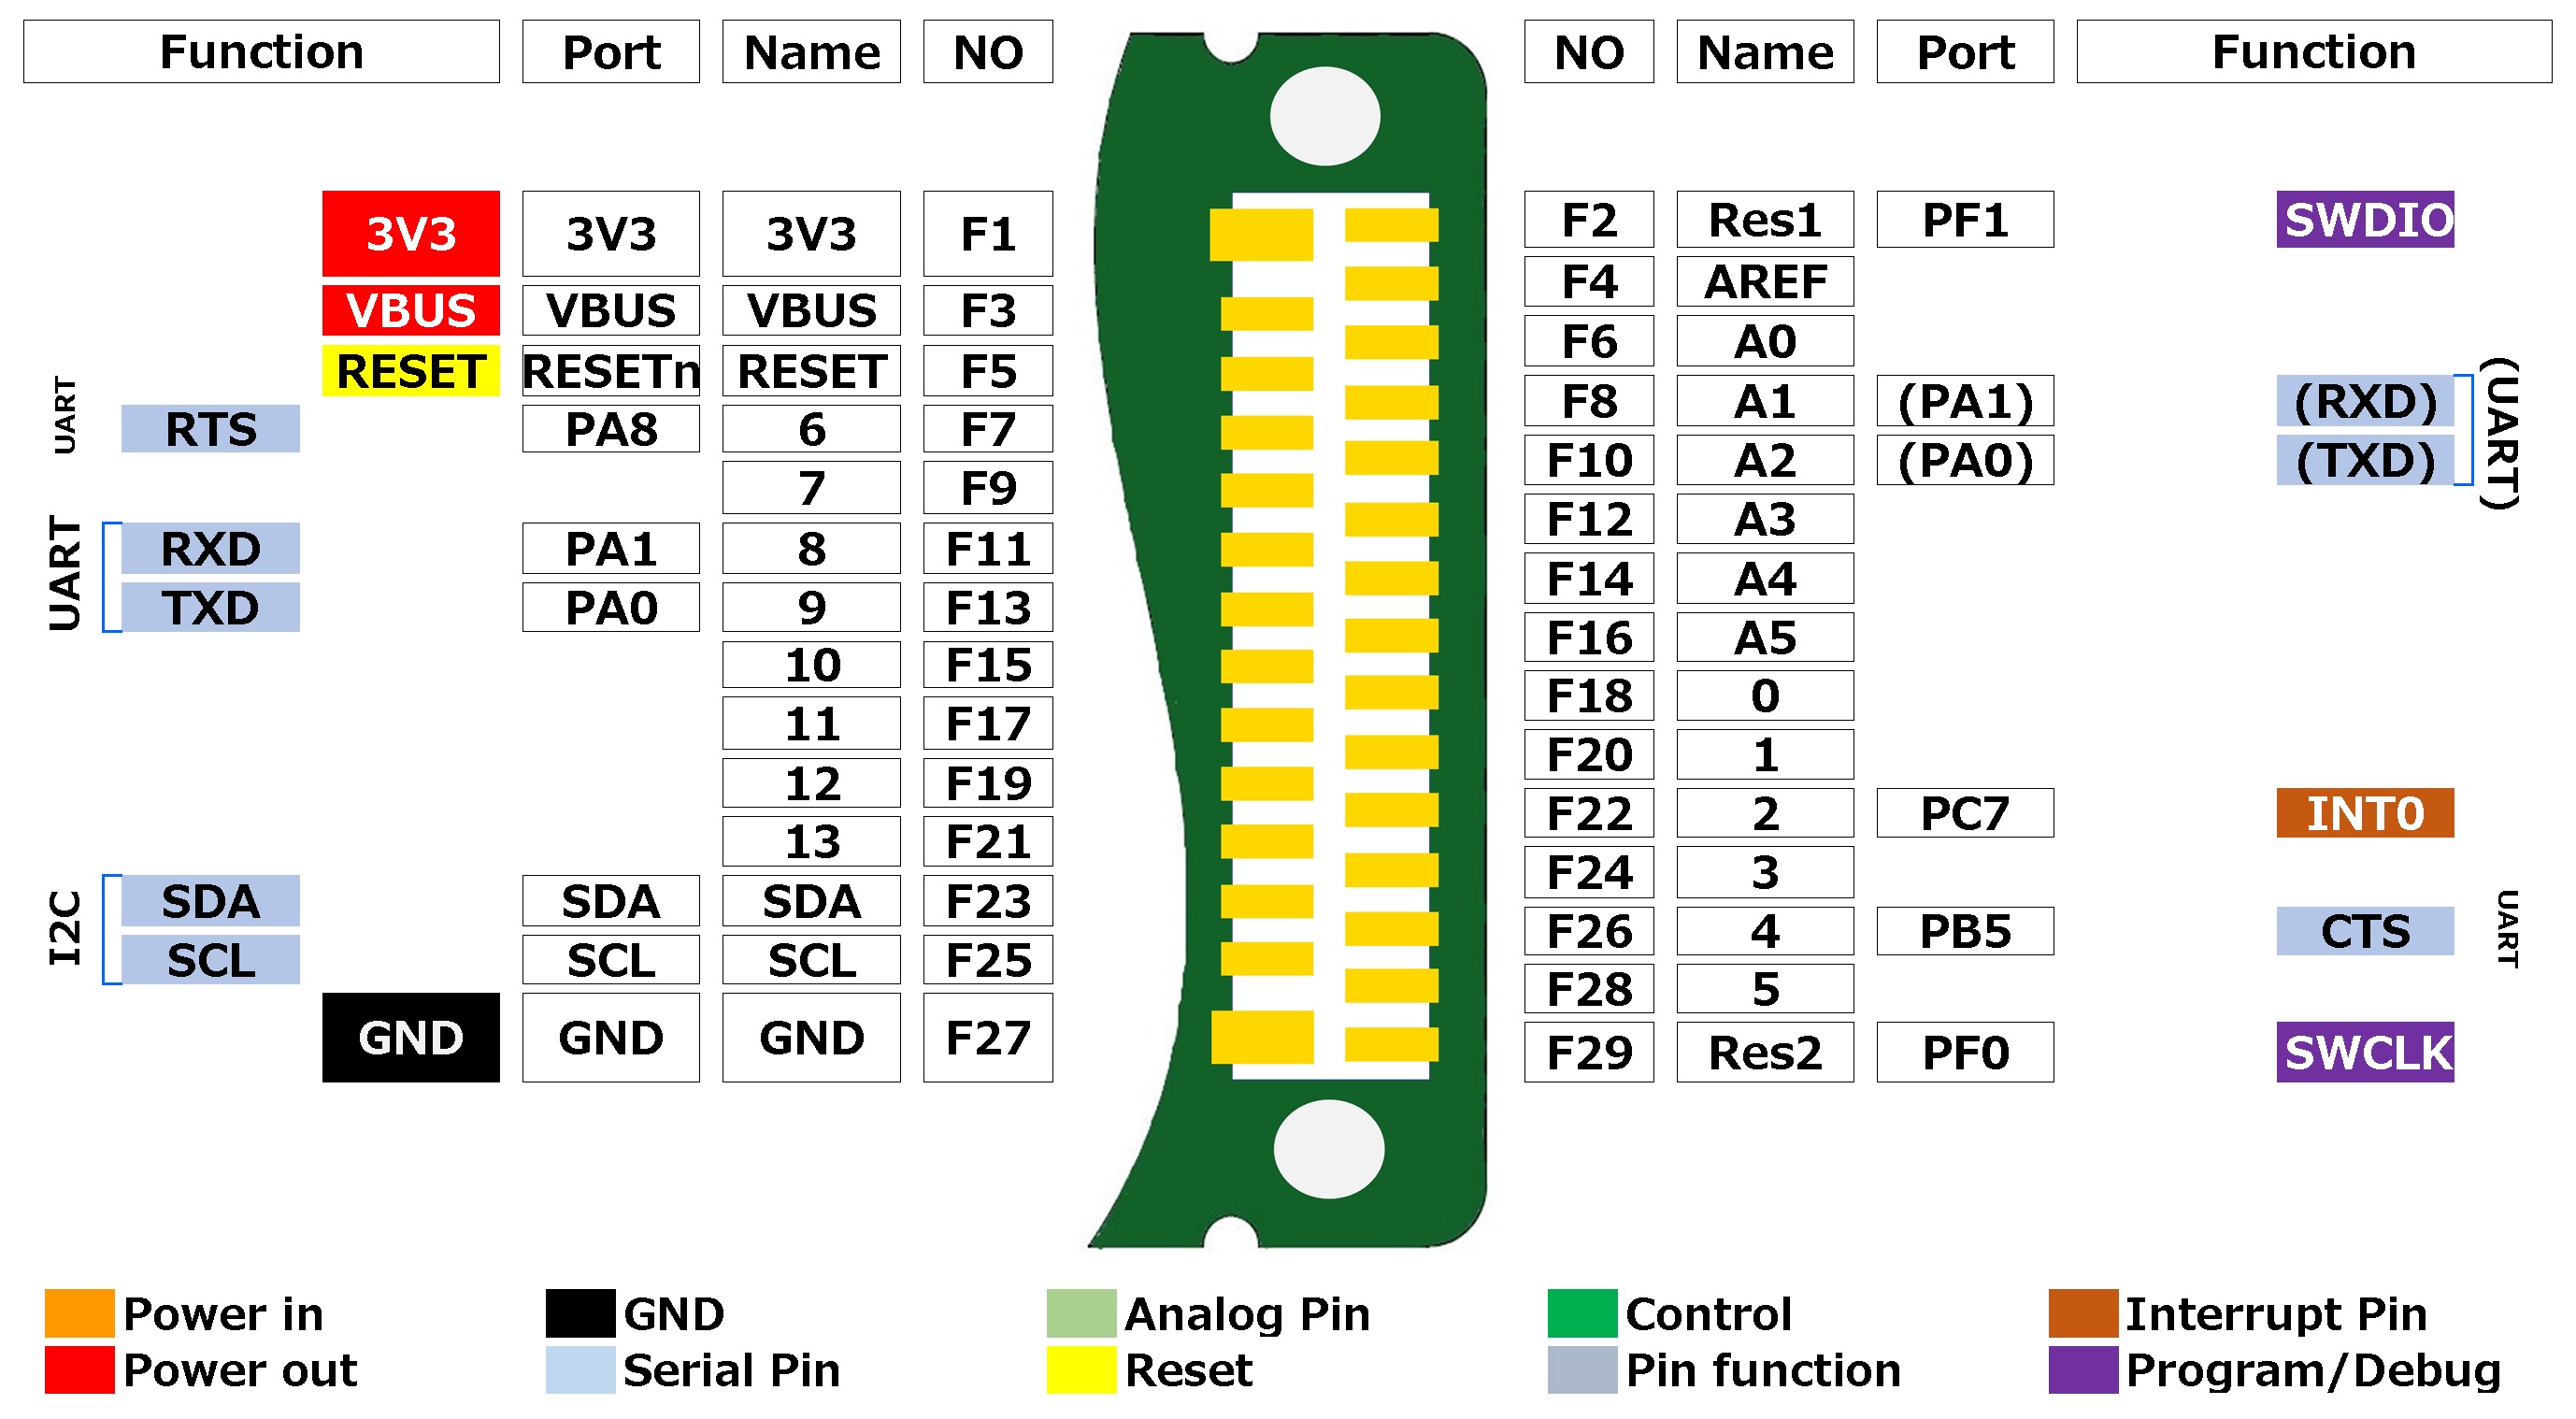 Function Port Name NO NO Name Port Function
3V3 3V3 3V3 F1 F2 Res1 PF1 SWDIO
VBUS VBUS VBUS F3 F4 AREF
RESET RESETn RESET F5 F6 A0
UART RTS PA8 6 F7 F8 A1 (PA1) (RXD) (UART)
7 F9 F10 A2 (PA0) (TXD)
UART RXD PA1 8 F11 F12 A3
TXD PA0 9 F13 F14 A4
10 F15 F16 A5
11 F17 F18 0
12 F19 F20 1
13 F21 F22 2 PC7 INT0
I2C SDA SDA SDA F23 F24 3
SCL SCL SCL F25 F26 4 PB5 CTS UART
F28 5
GND GND GND F27 F29 Res2 PF0 SWCLK
Power in GND Analog Pin Control Interrupt Pin
Power out Serial Pin Reset Pin function Program/Debug